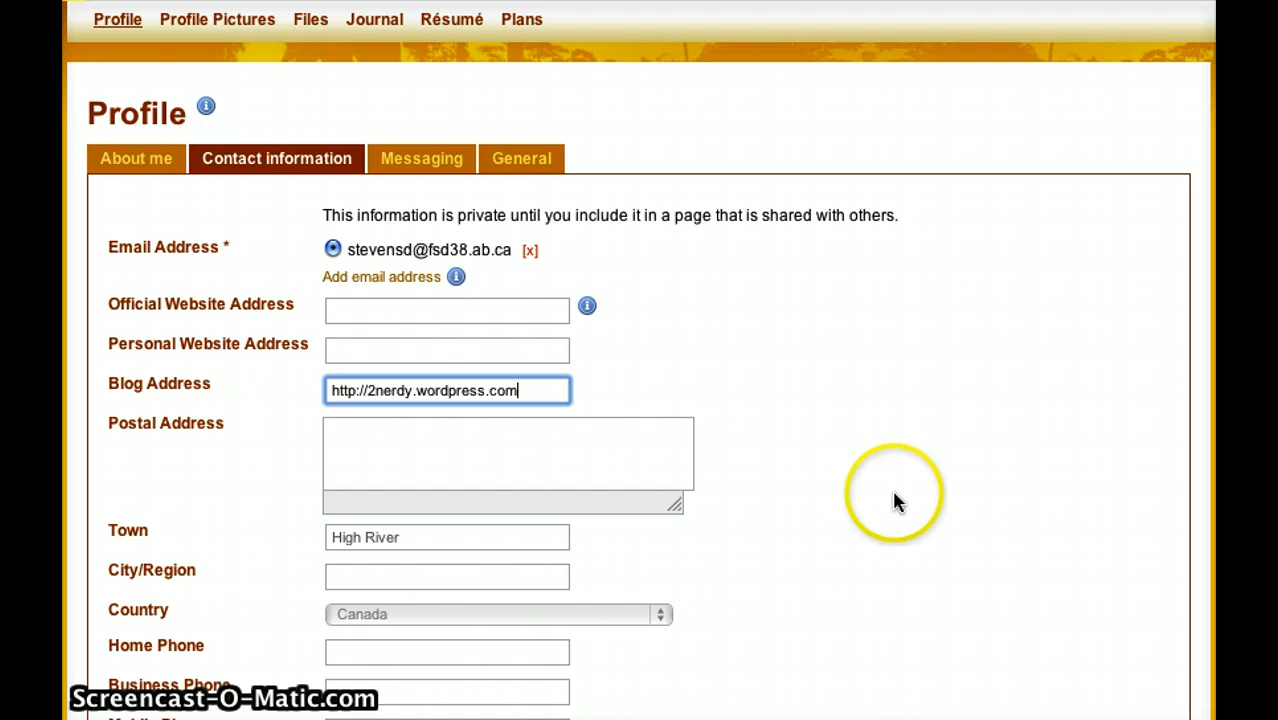 Profile Profile Pictures Files Journal Résumé Plans
Profile
About me Contact information Messaging General
This information is private until you include it in a page that is shared with others.
Email Address * stevensd@fsd38.ab.ca [x]
Add email address
Official Website Address
Personal Website Address
Blog Address http://2nerdy.wordpress.com
Postal Address
Town High River
City/Region
Country Canada
Home Phone
Business Phone
Screencast-O-Matic.com